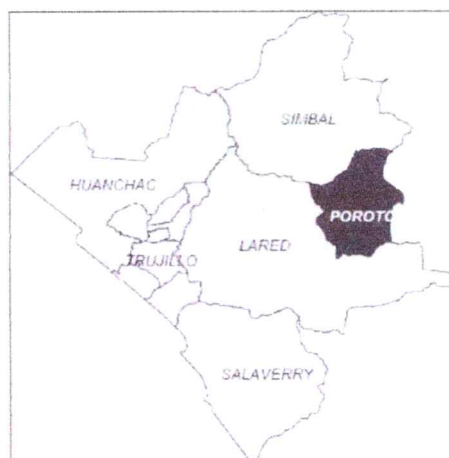 SIMBAL
HUANCHAC
POROTO
LARED
TRUJILLO
SALAVERRY